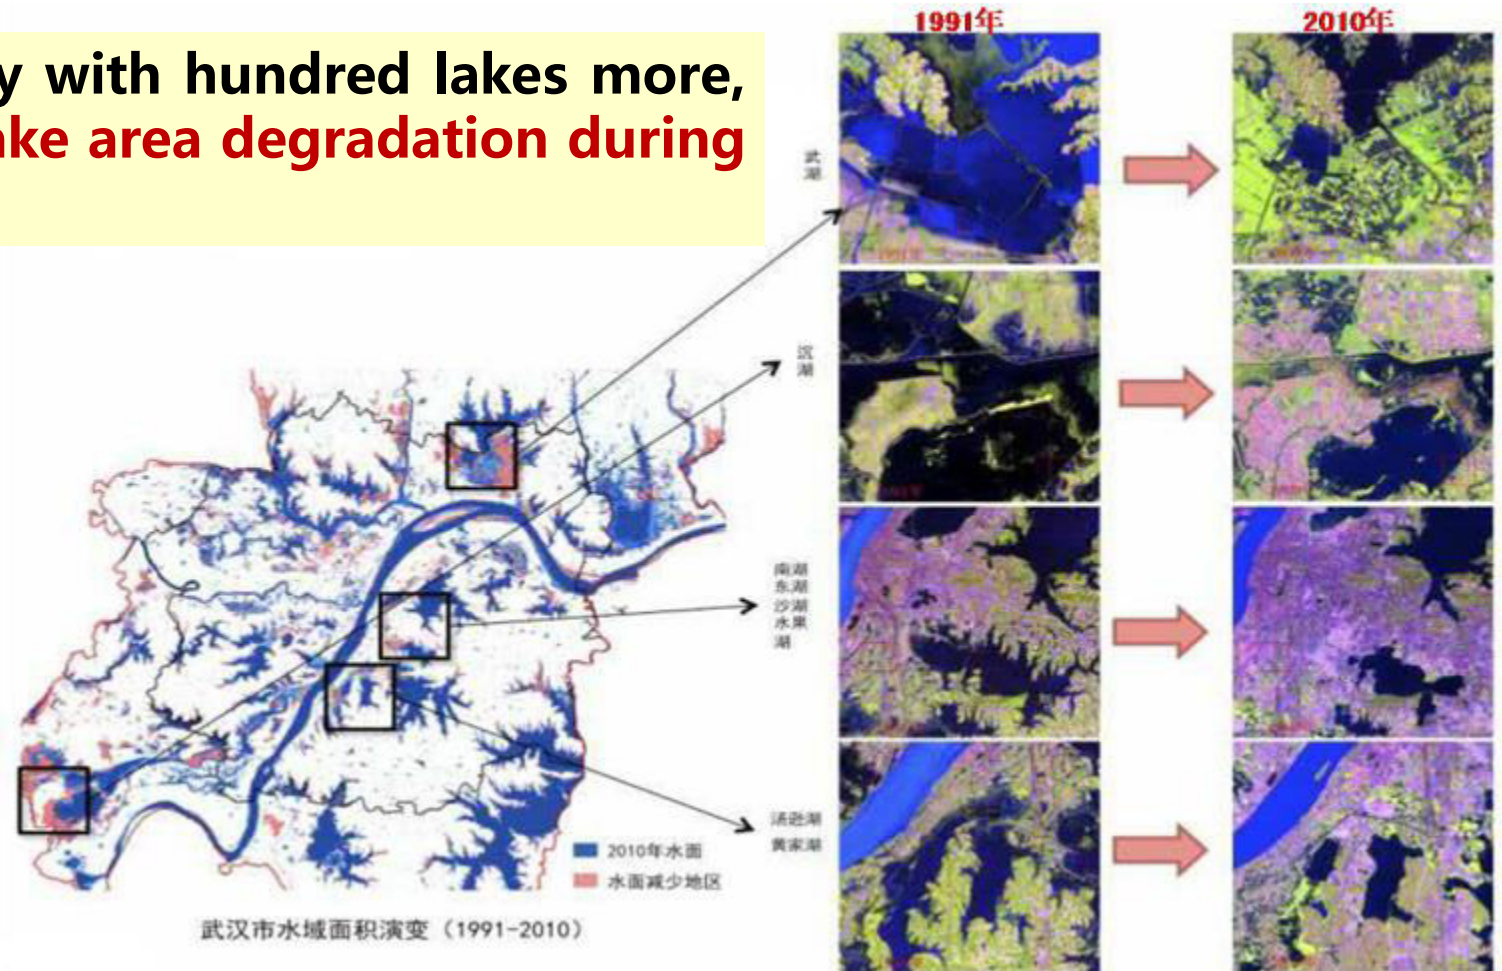 y with hundred lakes more,
ake area degradation during
1991年
2010年
武
湖
沉
湖
南湖
东湖
沙湖
水果
湖
汤逊湖
黄家湖
2010年水面
水面减少地区
武汉市水域面积演变（1991-2010）